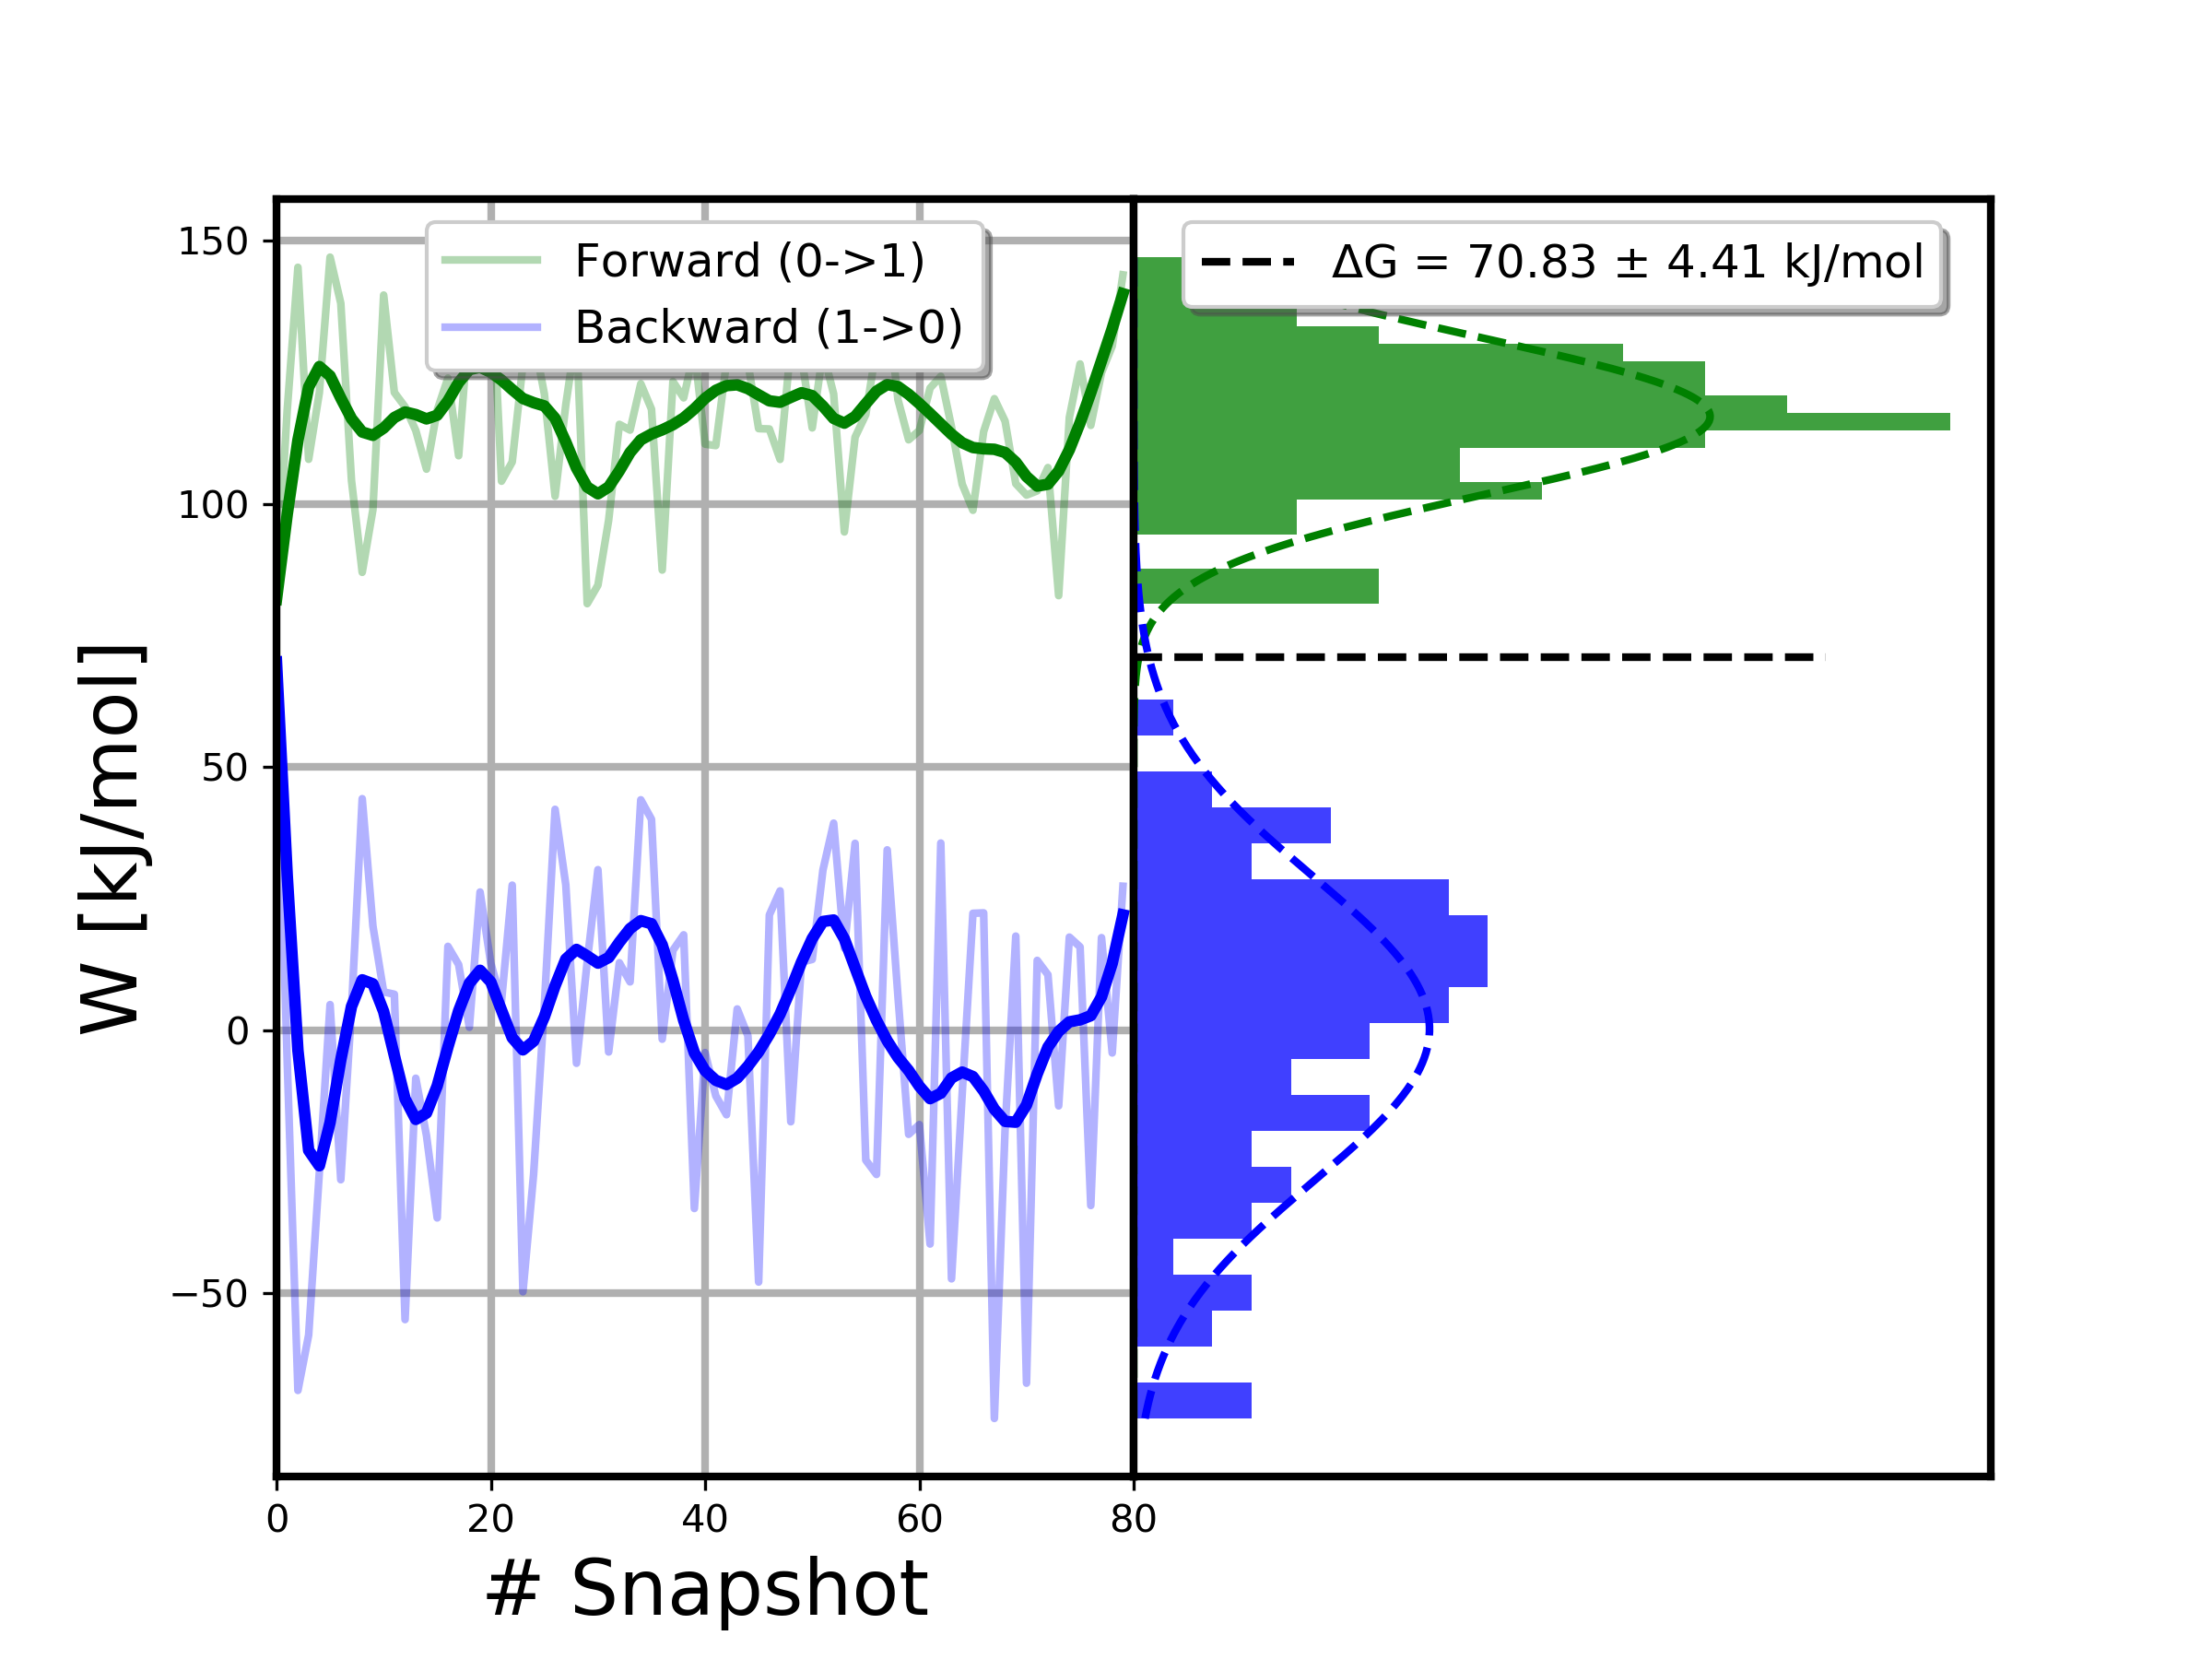 Forward (0->1)
Backward (1->0)
ΔG = 70.83 ± 4.41 kJ/mol
150
100
50
0
−50
W [kJ/mol]
0
20
40
60
80
# Snapshot